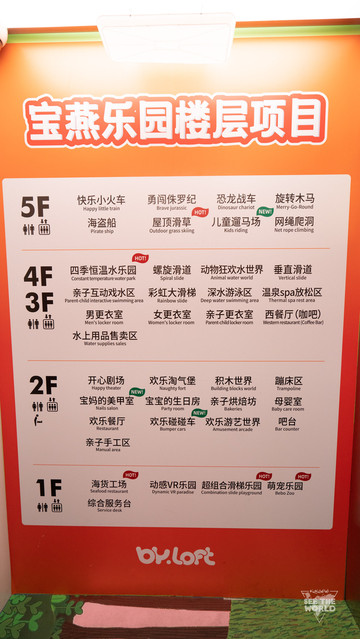 宝燕乐园楼层项目
5F
快乐小火车 勇闯侏罗纪 恐龙战车 旋转木马
Happy little train Brave jurassic Dinosaur chariot Merry-Go-Round
HOT! NEW!
海盗船 屋顶滑草 儿童遛马场 网绳爬洞
Pirate ship Outdoor grass skiing Kids riding Net rope climbing
4F
3F
HOT!
四季恒温水乐园 螺旋滑道 动物狂欢水世界 垂直滑道
Constant temperature water park Spiral slide Animal water world Vertical slide
亲子互动戏水区 彩虹大滑梯 深水游泳区 温泉spa放松区
Parent-child interactive swimming area Rainbow slide Deep water swimming area Thermal spa rest area
男更衣室 女更衣室 亲子更衣室 西餐厅(咖吧)
Men's locker room Women's locker room Parent-child locker room Western restaurant (Coffee Bar)
水上用品售卖区
Water supplies sales
2F
开心剧场 欢乐淘气堡 积木世界 蹦床区
Happy theater Naughty fort Building blocks world Trampoline
NEW!
宝妈的美甲室 宝宝的生日房 亲子烘焙坊 母婴室
Nails salon Party room Bakeries Baby care room
HOT! NEW!
欢乐餐厅 欢乐碰碰车 欢乐游艺世界 吧台
Restaurant Bumper cars Amusement arcade Bar counter
亲子手工区
Manual area
1F
HOT! HOT! HOT!
海货工场 动感VR乐园 超组合滑梯乐园 萌宠乐园
Seafood restaurant Dynamic VR paradise Combination slide playground Bebo Zoo
综合服务台
Service desk
by.Loft
SEE THE
WORLD